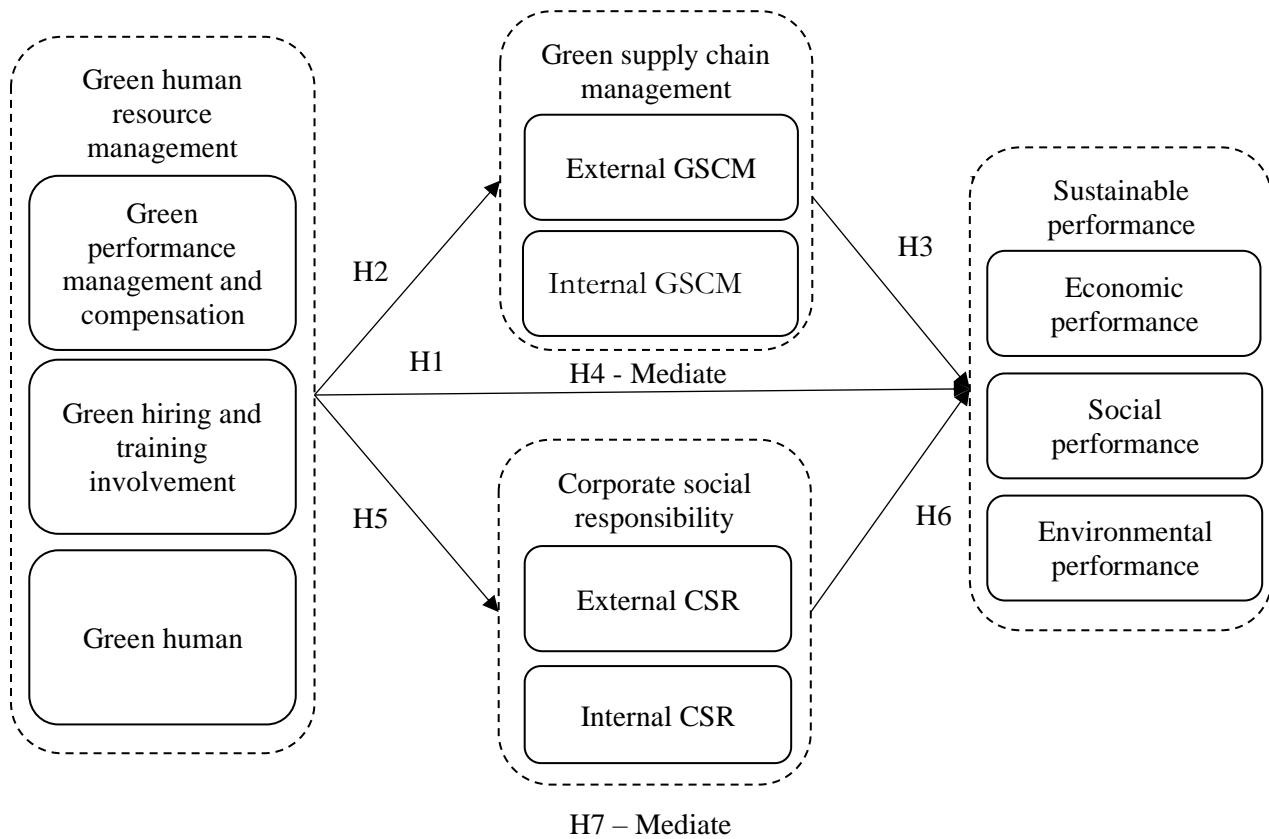 Green human
resource
management
Green
performance
management and
compensation
Green hiring and
training
involvement
Green human
H2
H1
H5
Green supply chain
management
External GSCM
Internal GSCM
H4 - Mediate
Corporate social
responsibility
External CSR
Internal CSR
H7 – Mediate
H3
H6
Sustainable
performance
Economic
performance
Social
performance
Environmental
performance